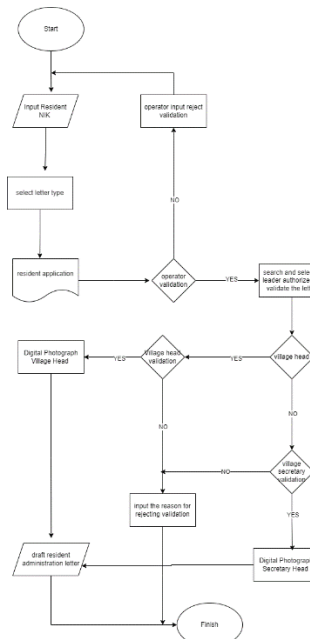 Start
Input Resident
NIK
operator input reject
validation
select letter type
NO
resident application
operator
validation
YES
search and selec
leader authorize
validate the lett
Digital Photograph
Village Head
YES
Village head
validation
YES
village head
NO
NO
NO
village
secretary
validation
YES
input the reason for
rejecting validation
draft resident
administration letter
Digital Photogra
Secretary Head
Finish